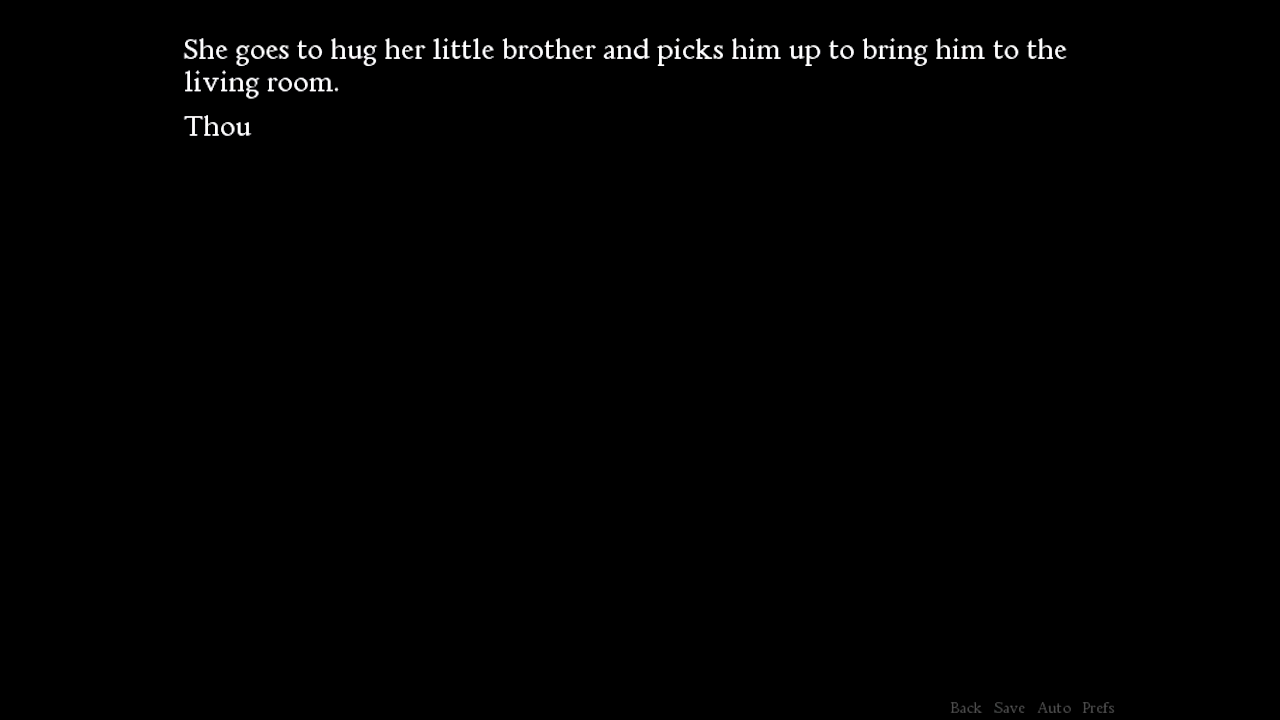 She goes to hug her little brother and picks him up to bring him to the
living room.
Thou
Back Save Auto Prefs